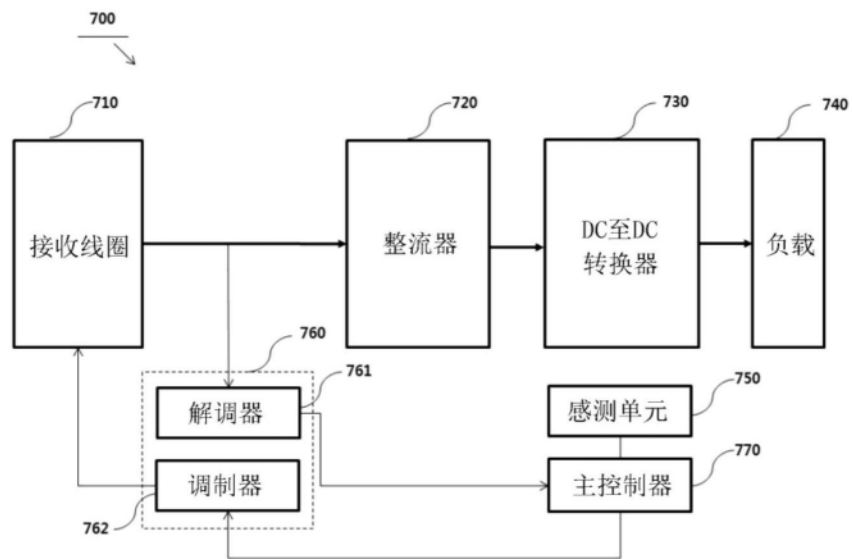 700
710
720
730
740
接收线圈
整流器
DC至DC
转换器
负载
760
761
750
解调器
感测单元
770
调制器
主控制器
762